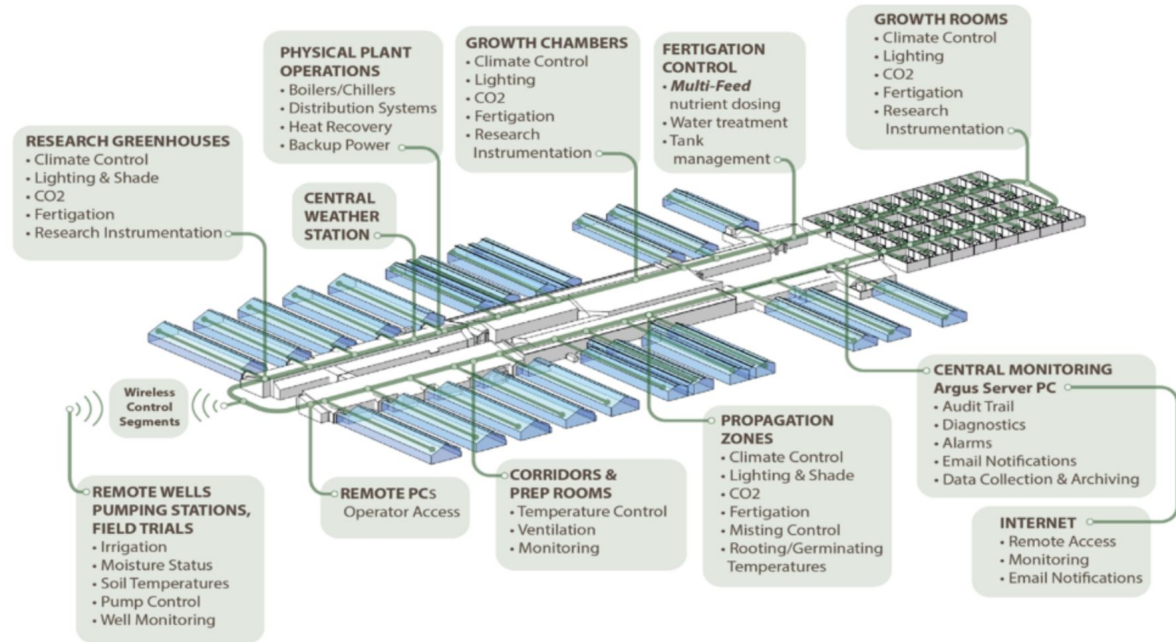 GROWTH ROOMS
• Climate Control
• Lighting
• CO2
• Fertigation
• Research
Instrumentation
GROWTH CHAMBERS
• Climate Control
• Lighting
• CO2
• Fertigation
• Research
Instrumentation
FERTIGATION
CONTROL
• Multi-Feed
nutrient dosing
• Water treatment
• Tank
management
PHYSICAL PLANT
OPERATIONS
• Boilers/Chillers
• Distribution Systems
• Heat Recovery
• Backup Power
RESEARCH GREENHOUSES
• Climate Control
• Lighting & Shade
• CO2
• Fertigation
• Research Instrumentation
CENTRAL
WEATHER
STATION
Wireless
Control
Segments
REMOTE WELLS
PUMPING STATIONS,
FIELD TRIALS
• Irrigation
• Moisture Status
• Soil Temperatures
• Pump Control
• Well Monitoring
REMOTE PCs
Operator Access
CORRIDORS &
PREP ROOMS
• Temperature Control
• Ventilation
• Monitoring
PROPAGATION
ZONES
• Climate Control
• Lighting & Shade
• CO2
• Fertigation
• Misting Control
• Rooting/Germinating
Temperatures
CENTRAL MONITORING
Argus Server PC
• Audit Trail
• Diagnostics
• Alarms
• Email Notifications
• Data Collection & Archiving
INTERNET
• Remote Access
• Monitoring
• Email Notifications